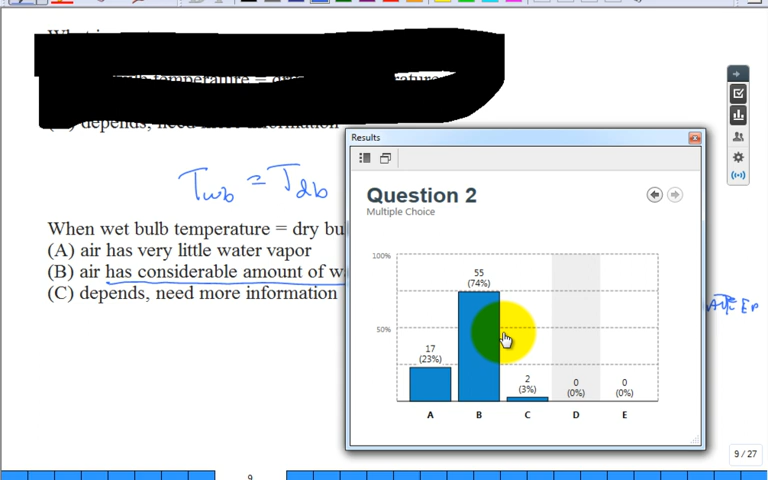 depends, need more information
Twb = Tdb
When wet bulb temperature = dry bu
(A) air has very little water vapor
(B) air has considerable amount of w
(C) depends, need more information
Results
Question 2
Multiple Choice
100%
50%
17
(23%)
55
(74%)
2
(3%)
0
(0%)
0
(0%)
A B C D E
9 / 27
9